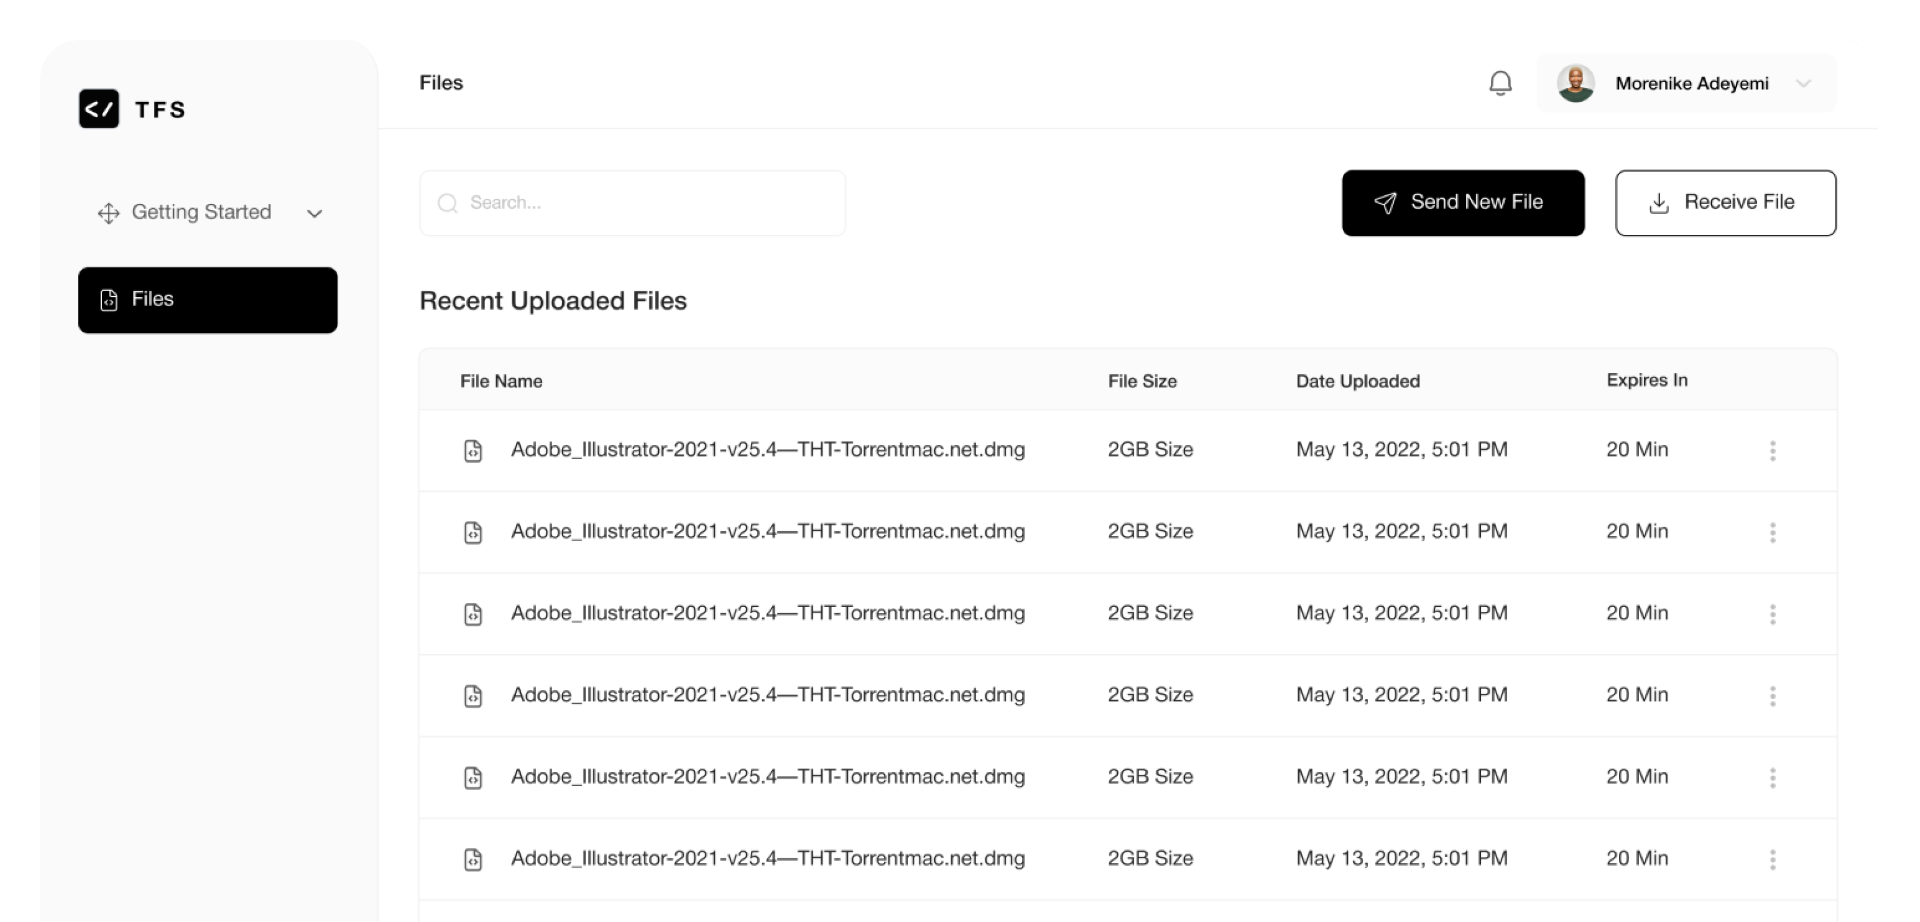 TFS
Getting Started
Files
Files
Morenike Adeyemi
Search...
Send New File
Receive File
Recent Uploaded Files
File Name File Size Date Uploaded Expires In
Adobe_Illustrator-2021-v25.4—THT-Torrentmac.net.dmg 2GB Size May 13, 2022, 5:01 PM 20 Min
Adobe_Illustrator-2021-v25.4—THT-Torrentmac.net.dmg 2GB Size May 13, 2022, 5:01 PM 20 Min
Adobe_Illustrator-2021-v25.4—THT-Torrentmac.net.dmg 2GB Size May 13, 2022, 5:01 PM 20 Min
Adobe_Illustrator-2021-v25.4—THT-Torrentmac.net.dmg 2GB Size May 13, 2022, 5:01 PM 20 Min
Adobe_Illustrator-2021-v25.4—THT-Torrentmac.net.dmg 2GB Size May 13, 2022, 5:01 PM 20 Min
Adobe_Illustrator-2021-v25.4—THT-Torrentmac.net.dmg 2GB Size May 13, 2022, 5:01 PM 20 Min